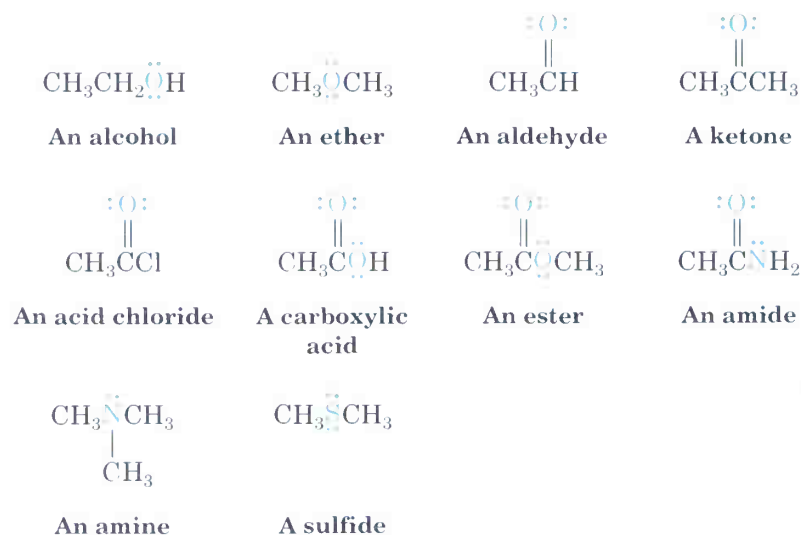 :O: :O:
CH₃CH₂OH CH₃OCH₃ CH₃CH CH₃CCH₃
An alcohol An ether An aldehyde A ketone
:O: :O: :O: :O:
CH₃CCl CH₃COH CH₃COCH₃ CH₃CNH₂
An acid chloride A carboxylic An ester An amide
acid
CH₃NCH₃ CH₃SCH₃
CH₃
An amine A sulfide